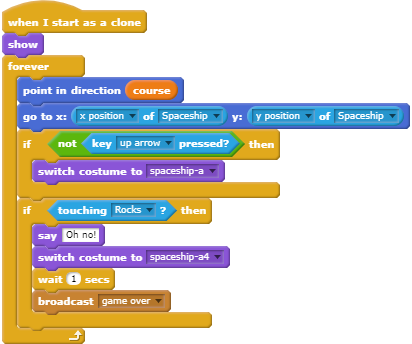 when I start as a clone
show
forever
point in direction course
go to x: x position of Spaceship y: y position of Spaceship
if not key up arrow pressed? then
switch costume to spaceship-a
if touching Rocks ? then
say Oh no!
switch costume to spaceship-a4
wait 1 secs
broadcast game over